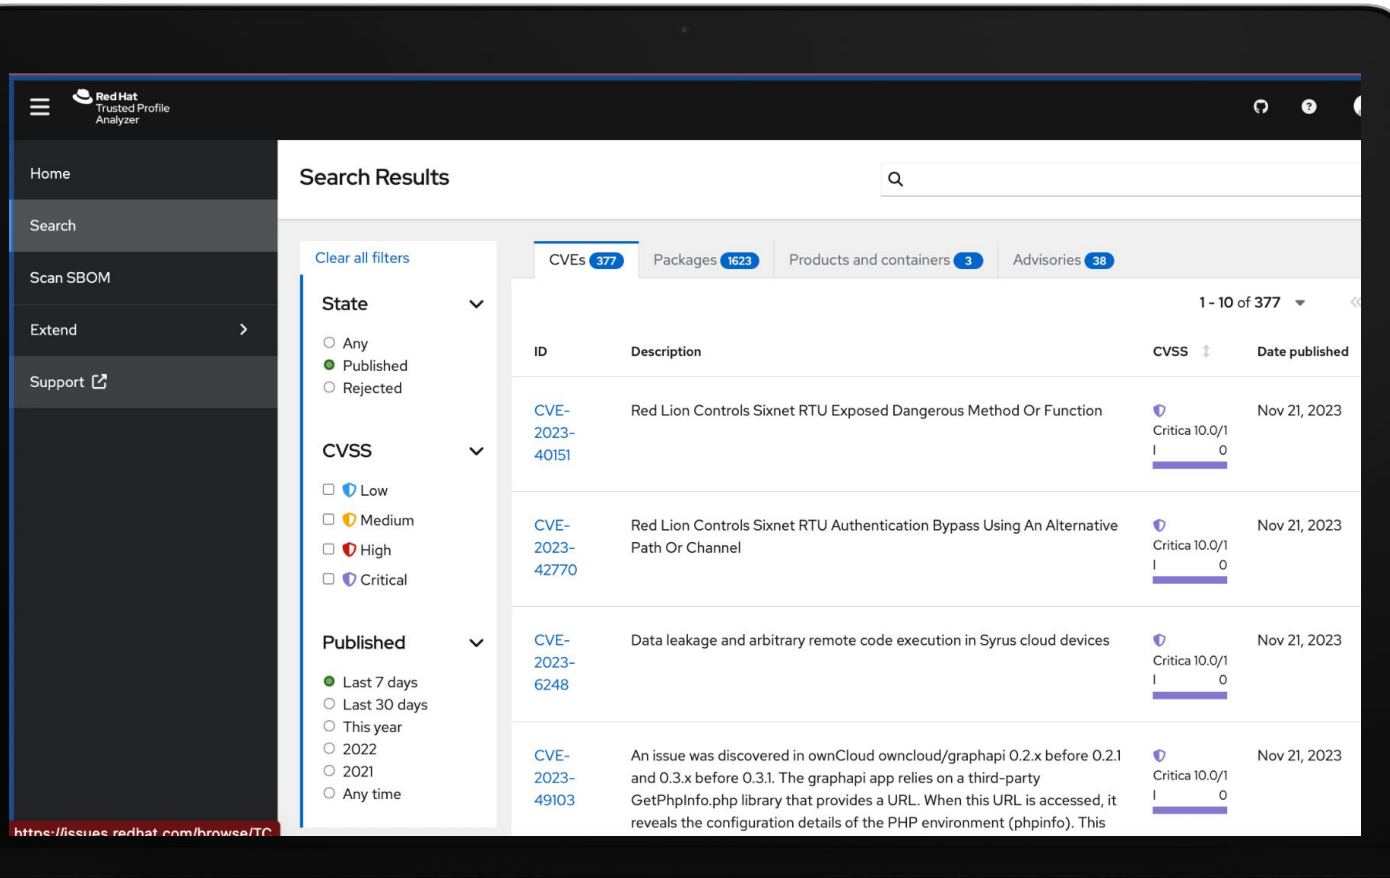 Red Hat
Trusted Profile
Analyzer
Home
Search
Scan SBOM
Extend
Support
https://issues.redhat.com/browse/TC
Search Results
Clear all filters
State
Any
Published
Rejected
CVSS
Low
Medium
High
Critical
Published
Last 7 days
Last 30 days
This year
2022
2021
Any time
CVEs 377
Packages 1623
Products and containers 3
Advisories 38
1 - 10 of 377
ID Description CVSS Date published
CVE- Red Lion Controls Sixnet RTU Exposed Dangerous Method Or Function Nov 21, 2023
2023- Critica 10.0/1
40151 l 0
CVE- Red Lion Controls Sixnet RTU Authentication Bypass Using An Alternative Nov 21, 2023
2023- Path Or Channel Critica 10.0/1
42770 l 0
CVE- Data leakage and arbitrary remote code execution in Syrus cloud devices Nov 21, 2023
2023- Critica 10.0/1
6248 l 0
CVE- An issue was discovered in ownCloud owncloud/graphapi 0.2.x before 0.2.1 Nov 21, 2023
2023- and 0.3.x before 0.3.1. The graphapi app relies on a third-party Critica 10.0/1
49103 GetPhpInfo.php library that provides a URL. When this URL is accessed, it l 0
reveals the configuration details of the PHP environment (phpinfo). This